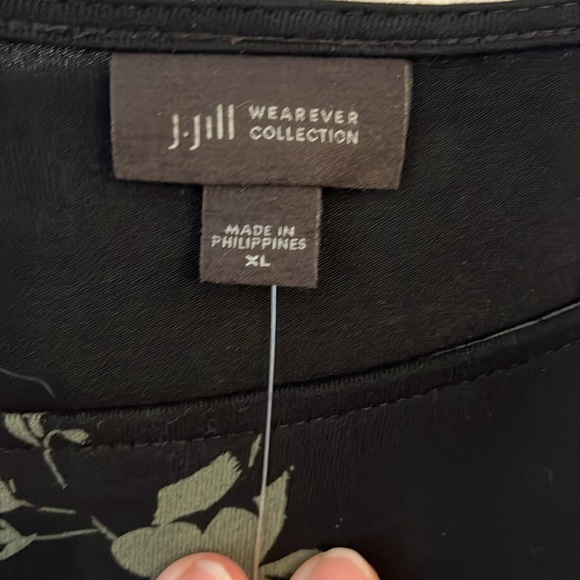 J.Jill WEAREVER
COLLECTION
MADE IN
PHILIPPINES
XL